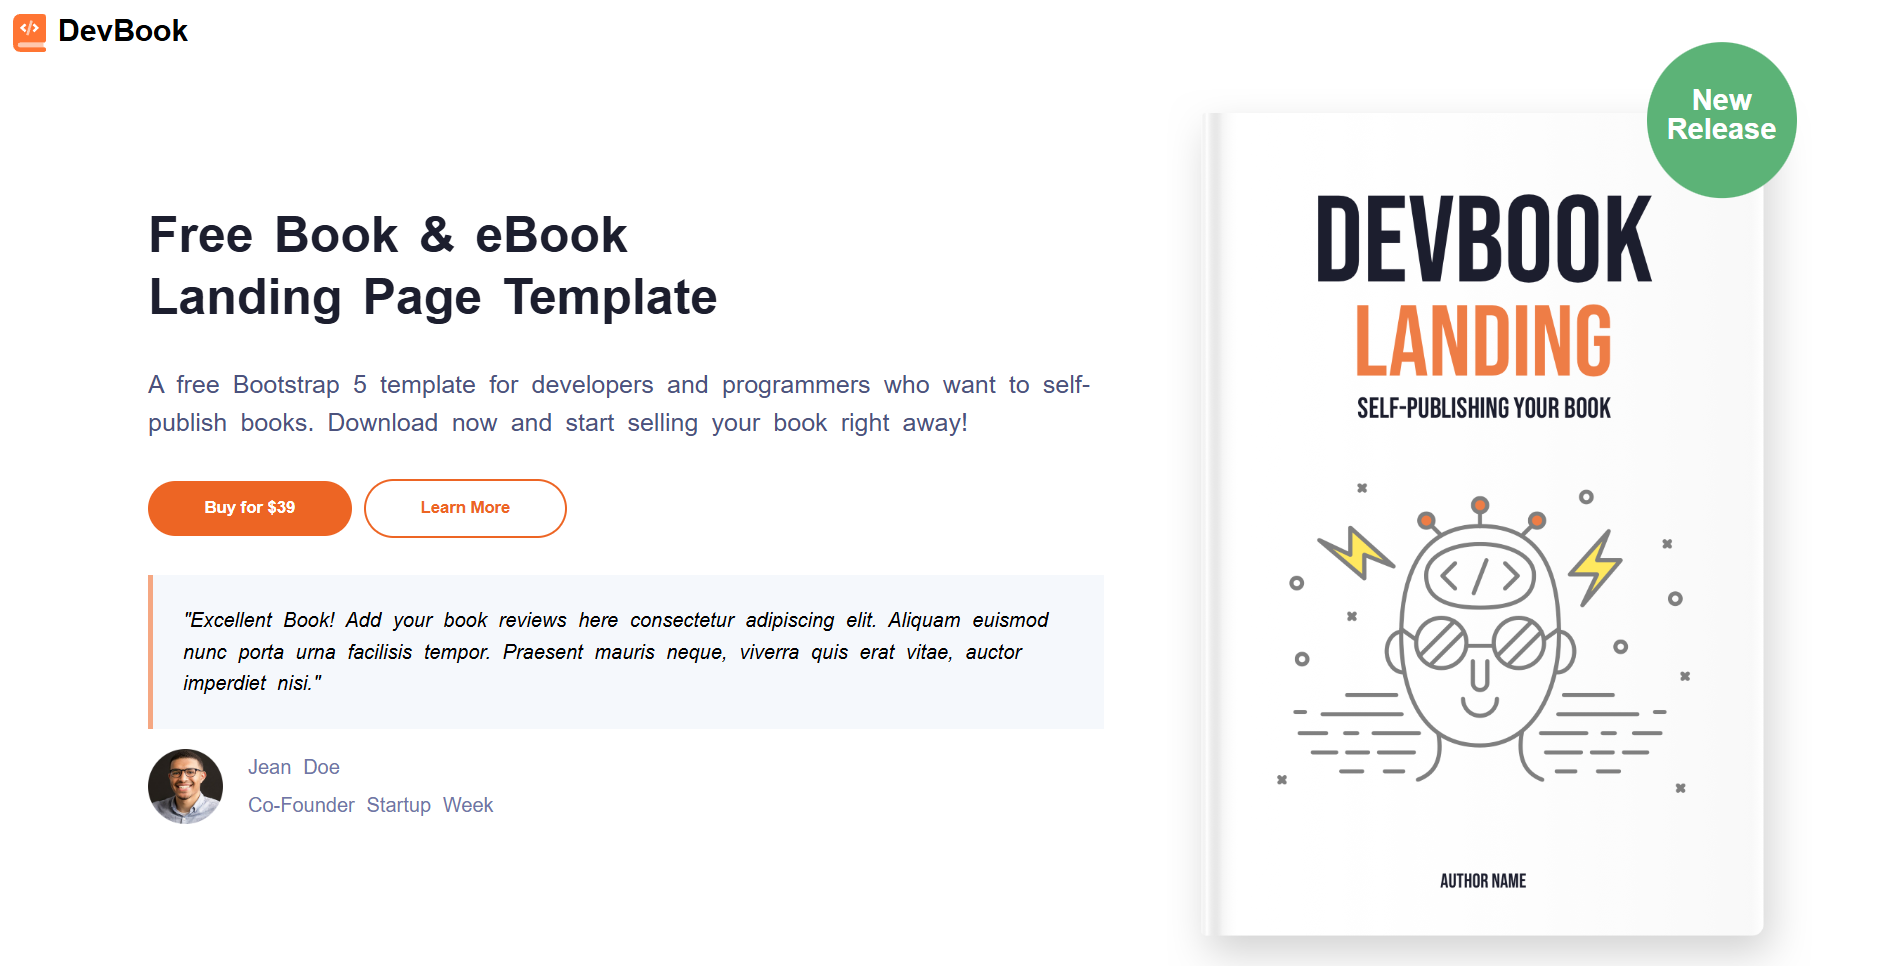 DevBook
Free Book & eBook
Landing Page Template
A free Bootstrap 5 template for developers and programmers who want to self-
publish books. Download now and start selling your book right away!
Buy for $39
Learn More
"Excellent Book! Add your book reviews here consectetur adipiscing elit. Aliquam euismod
nunc porta urna facilisis tempor. Praesent mauris neque, viverra quis erat vitae, auctor
imperdiet nisi."
Jean Doe
Co-Founder Startup Week
New
Release
DEVBOOK
LANDING
SELF-PUBLISHING YOUR BOOK
</>
AUTHOR NAME